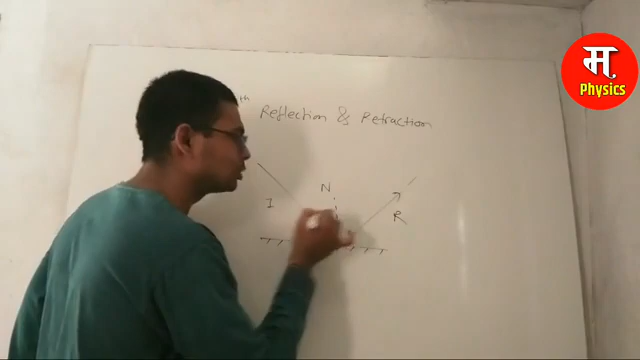 म
Physics
th
Reflection & Refraction
N
I
R